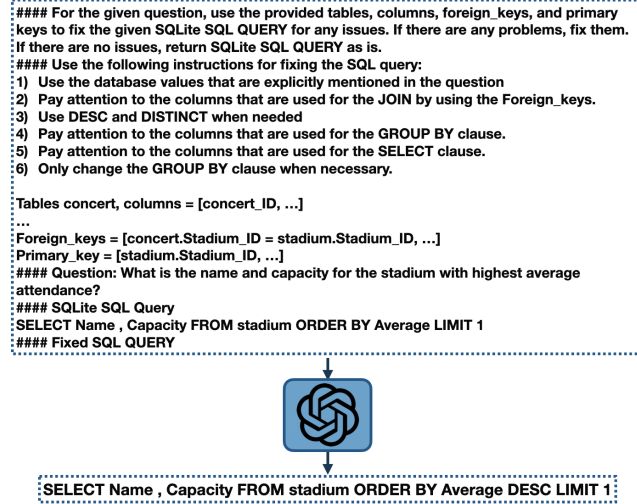 #### For the given question, use the provided tables, columns, foreign_keys, and primary
keys to fix the given SQLite SQL QUERY for any issues. If there are any problems, fix them.
If there are no issues, return SQLite SQL QUERY as is.
#### Use the following instructions for fixing the SQL query:
1) Use the database values that are explicitly mentioned in the question
2) Pay attention to the columns that are used for the JOIN by using the Foreign_keys.
3) Use DESC and DISTINCT when needed
4) Pay attention to the columns that are used for the GROUP BY clause.
5) Pay attention to the columns that are used for the SELECT clause.
6) Only change the GROUP BY clause when necessary.
Tables concert, columns = [concert_ID, …]
…
Foreign_keys = [concert.Stadium_ID = stadium.Stadium_ID, …]
Primary_key = [stadium.Stadium_ID, …]
#### Question: What is the name and capacity for the stadium with highest average
attendance?
#### SQLite SQL Query
SELECT Name , Capacity FROM stadium ORDER BY Average LIMIT 1
#### Fixed SQL QUERY
SELECT Name , Capacity FROM stadium ORDER BY Average DESC LIMIT 1